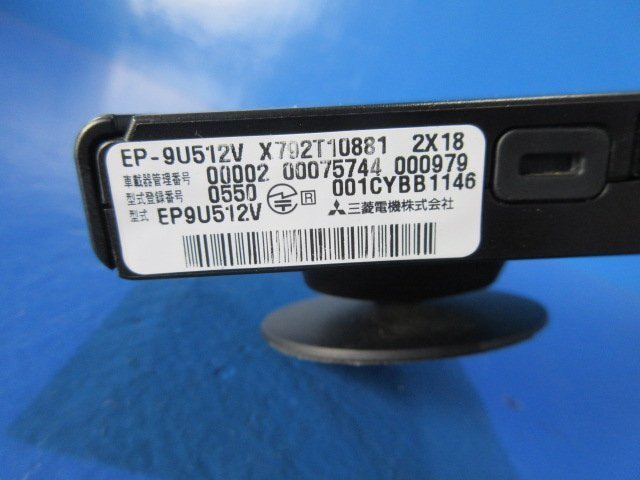 EP-9U512V X792T10881 2X18
車載器管理番号 00002 00075744 000979
型式登録番号 0550 R 001CYBB1146
型式 EP9U512V 三菱電機株式会社